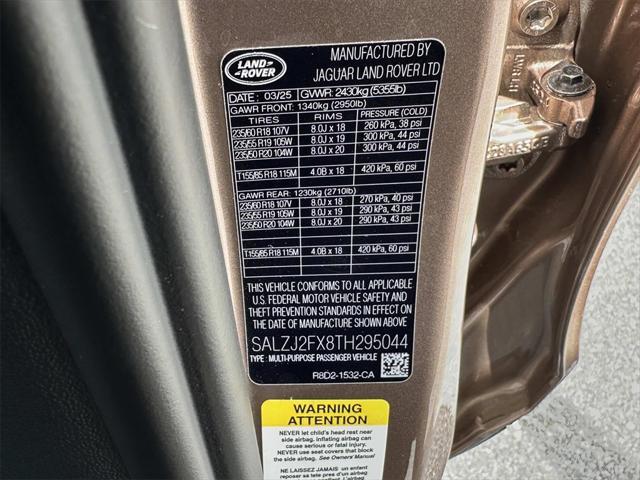 LAND-
ROVER
MANUFACTURED BY
JAGUAR LAND ROVER LTD
DATE: 03/25 GVWR: 2430kg (5355lb)
GAWR FRONT: 1340kg (2950lb)
TIRES RIMS PRESSURE (COLD)
235/60 R18 107V 8.0J x 18 260 kPa, 38 psi
235/55 R19 105W 8.0J x 19 300 kPa, 44 psi
235/50 R20 104W 8.0J x 20 300 kPa, 44 psi
T155/85 R18 115M 4.0B x 18 420 kPa, 60 psi
GAWR REAR: 1230kg (2710lb)
235/60 R18 107V 8.0J x 18 270 kPa, 40 psi
235/55 R19 105W 8.0J x 19 290 kPa, 43 psi
235/50 R20 104W 8.0J x 20 290 kPa, 43 psi
T155/85 R18 115M 4.0B x 18 420 kPa, 60 psi
THIS VEHICLE CONFORMS TO ALL APPLICABLE
U.S. FEDERAL MOTOR VEHICLE SAFETY AND
THEFT PREVENTION STANDARDS IN EFFECT ON
THE DATE OF MANUFACTURE SHOWN ABOVE.
SALZJ2FX8TH295044
TYPE: MULTI-PURPOSE PASSENGER VEHICLE
R8D2-1532-CA
WARNING
ATTENTION
NEVER let child's head rest near
side airbag. Inflating airbag can
cause serious or fatal injury.
NEVER use seat covers that block
the side airbag. See Owners' Manual
NE LAISSEZ JAMAIS un enfant
reposer sa tête à